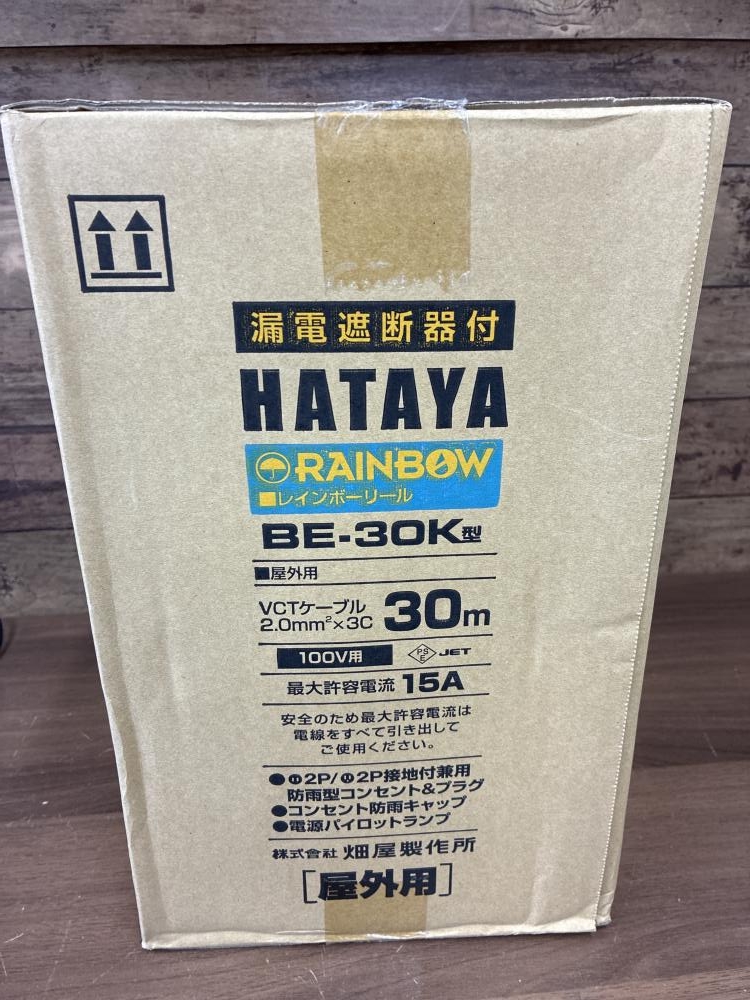 漏電遮断器付
HATAYA
RAINBOW
■レインボーリール
BE-30K型
■屋外用
VCTケーブル
2.0mm²×3C 30m
100V用 PSE JET
最大許容電流 15A
安全のため最大許容電流は
電線をすべて引き出して
ご使用ください。
●2P/2P接地付兼用
防雨型コンセント&プラグ
●コンセント防雨キャップ
●電源パイロットランプ
株式会社 畑屋製作所
[屋外用]